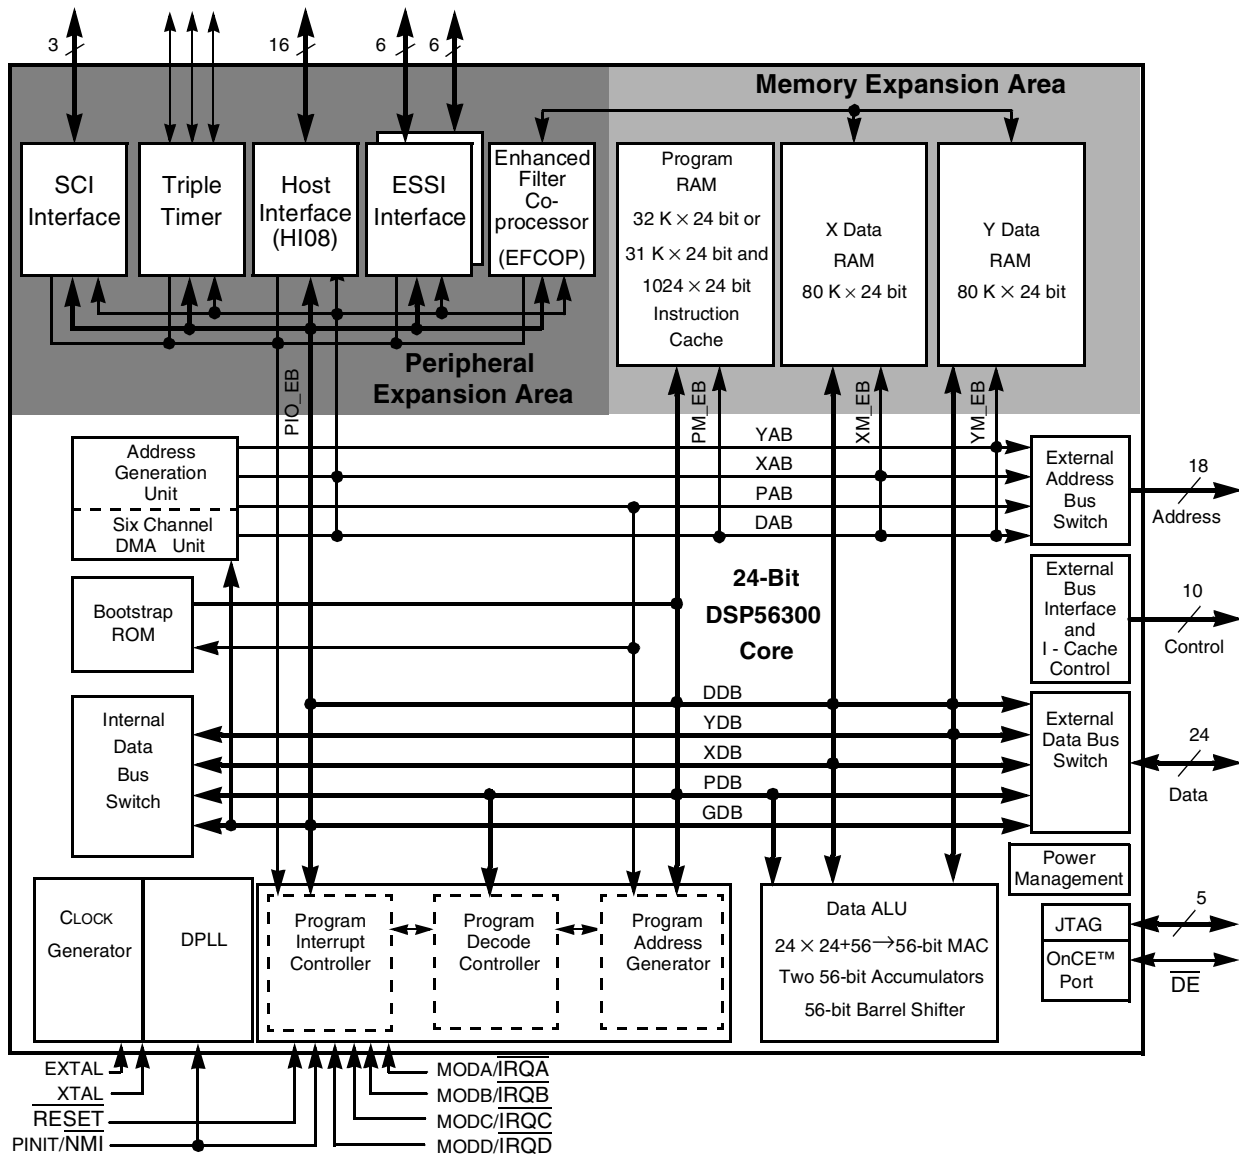 3
16
6
6
Memory Expansion Area
SCI
Interface
Triple
Timer
Host
Interface
(HI08)
ESSI
Interface
Enhanced
Filter
Co-
processor
(EFCOP)
Program
RAM
32 K × 24 bit or
31 K × 24 bit and
1024 × 24 bit
Instruction
Cache
X Data
RAM
80 K × 24 bit
Y Data
RAM
80 K × 24 bit
Peripheral
Expansion Area
PIO_EB
PM_EB
XM_EB
YM_EB
Address
Generation
Unit
Six Channel
DMA Unit
YAB
XAB
PAB
DAB
External
Address
Bus
Switch
18
Address
Bootstrap
ROM
24-Bit
DSP56300
Core
External
Bus
Interface
and
I - Cache
Control
10
Control
Internal
Data
Bus
Switch
DDB
YDB
XDB
PDB
GDB
External
Data Bus
Switch
24
Data
Power
Management
CLOCK
Generator
DPLL
Program
Interrupt
Controller
Program
Decode
Controller
Program
Address
Generator
Data ALU
24 × 24+56→56-bit MAC
Two 56-bit Accumulators
56-bit Barrel Shifter
JTAG
OnCE™
Port
5
DE
EXTAL
XTAL
RESET
PINIT/NMI
MODA/IRQA
MODB/IRQB
MODC/IRQC
MODD/IRQD